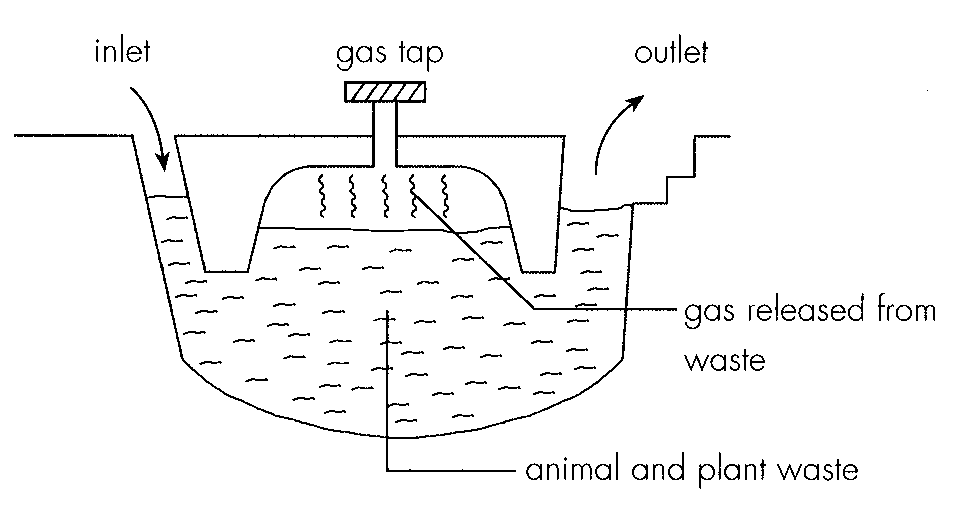 inlet
gas tap
outlet
gas released from
waste
animal and plant waste